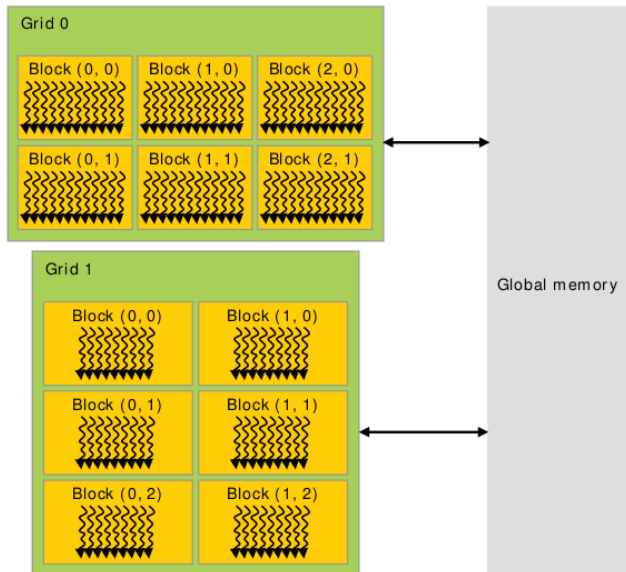 Grid 0
Block (0, 0) Block (1, 0) Block (2, 0)
Block (0, 1) Block (1, 1) Block (2, 1)
Grid 1
Global memory
Block (0, 0) Block (1, 0)
Block (0, 1) Block (1, 1)
Block (0, 2) Block (1, 2)